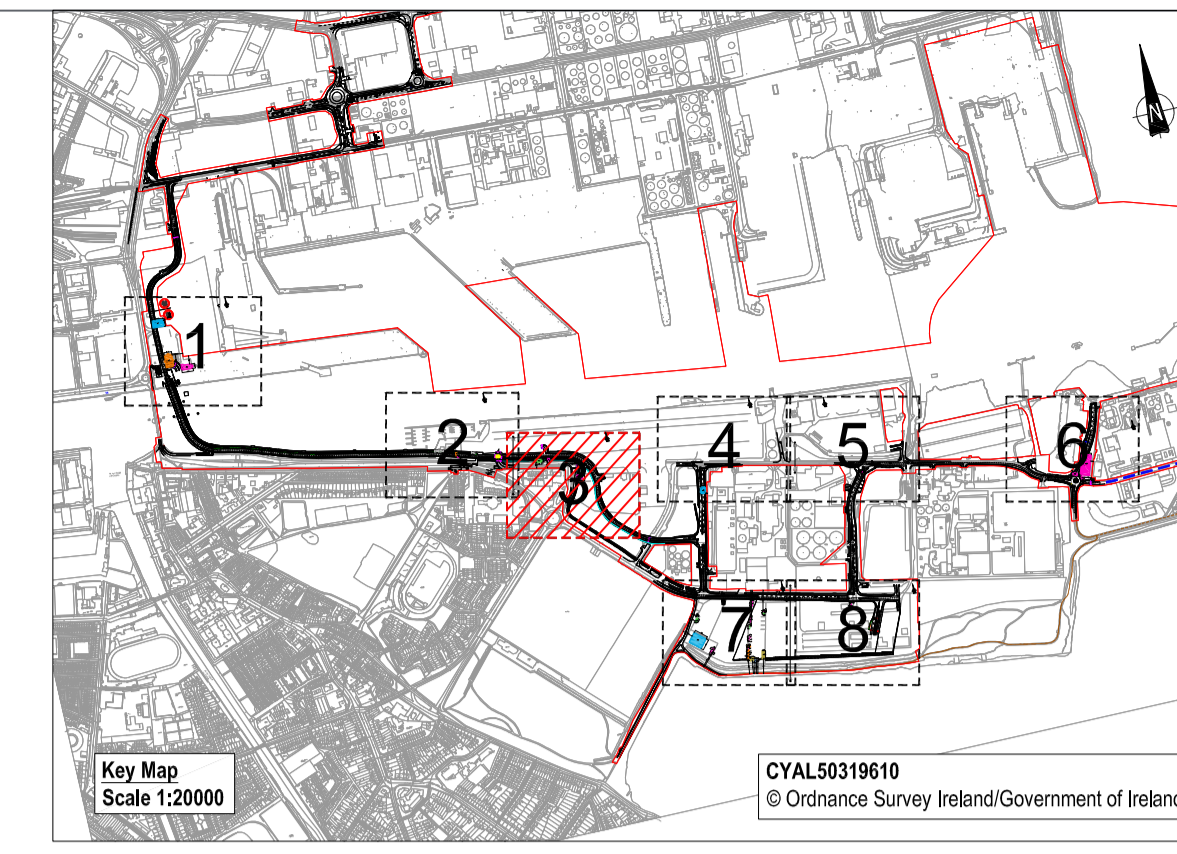 N
1
2
3
4
5
6
7
8
Key Map
Scale 1:20000
CYAL50319610
© Ordnance Survey Ireland/Government of Ireland